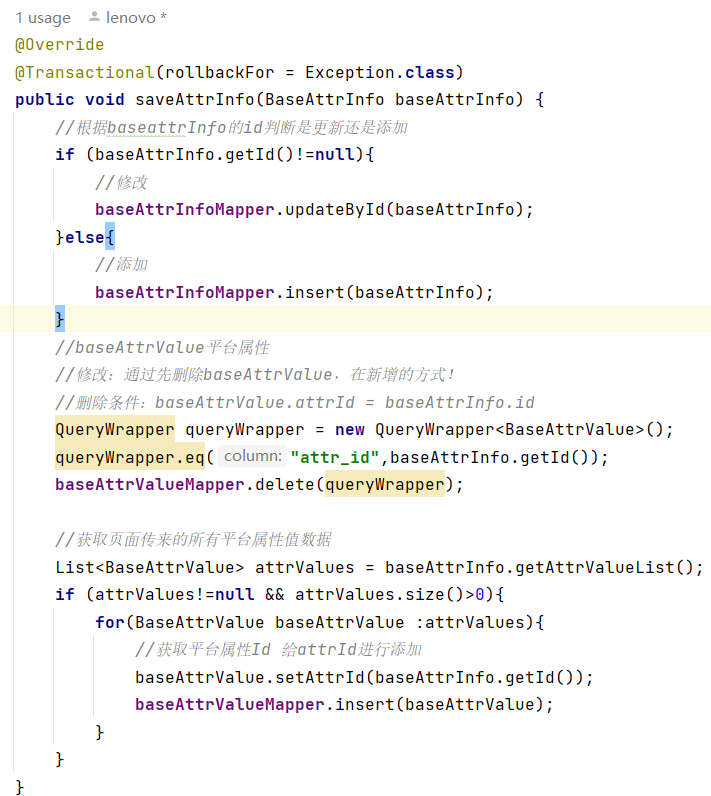 1 usage lenovo *
@Override
@Transactional(rollbackFor = Exception.class)
public void saveAttrInfo(BaseAttrInfo baseAttrInfo) {
//根据baseattrInfo的id判断是更新还是添加
if (baseAttrInfo.getId()!=null){
//修改
baseAttrInfoMapper.updateById(baseAttrInfo);
}else{
//添加
baseAttrInfoMapper.insert(baseAttrInfo);
}
//baseAttrValue平台属性
//修改：通过先删除baseAttrValue，在新增的方式！
//删除条件：baseAttrValue.attrId = baseAttrInfo.id
QueryWrapper queryWrapper = new QueryWrapper<BaseAttrValue>();
queryWrapper.eq( column: "attr_id",baseAttrInfo.getId());
baseAttrValueMapper.delete(queryWrapper);
//获取页面传来的所有平台属性值数据
List<BaseAttrValue> attrValues = baseAttrInfo.getAttrValueList();
if (attrValues!=null && attrValues.size()>0){
for(BaseAttrValue baseAttrValue :attrValues){
//获取平台属性Id 给attrId进行添加
baseAttrValue.setAttrId(baseAttrInfo.getId());
baseAttrValueMapper.insert(baseAttrValue);
}
}
}